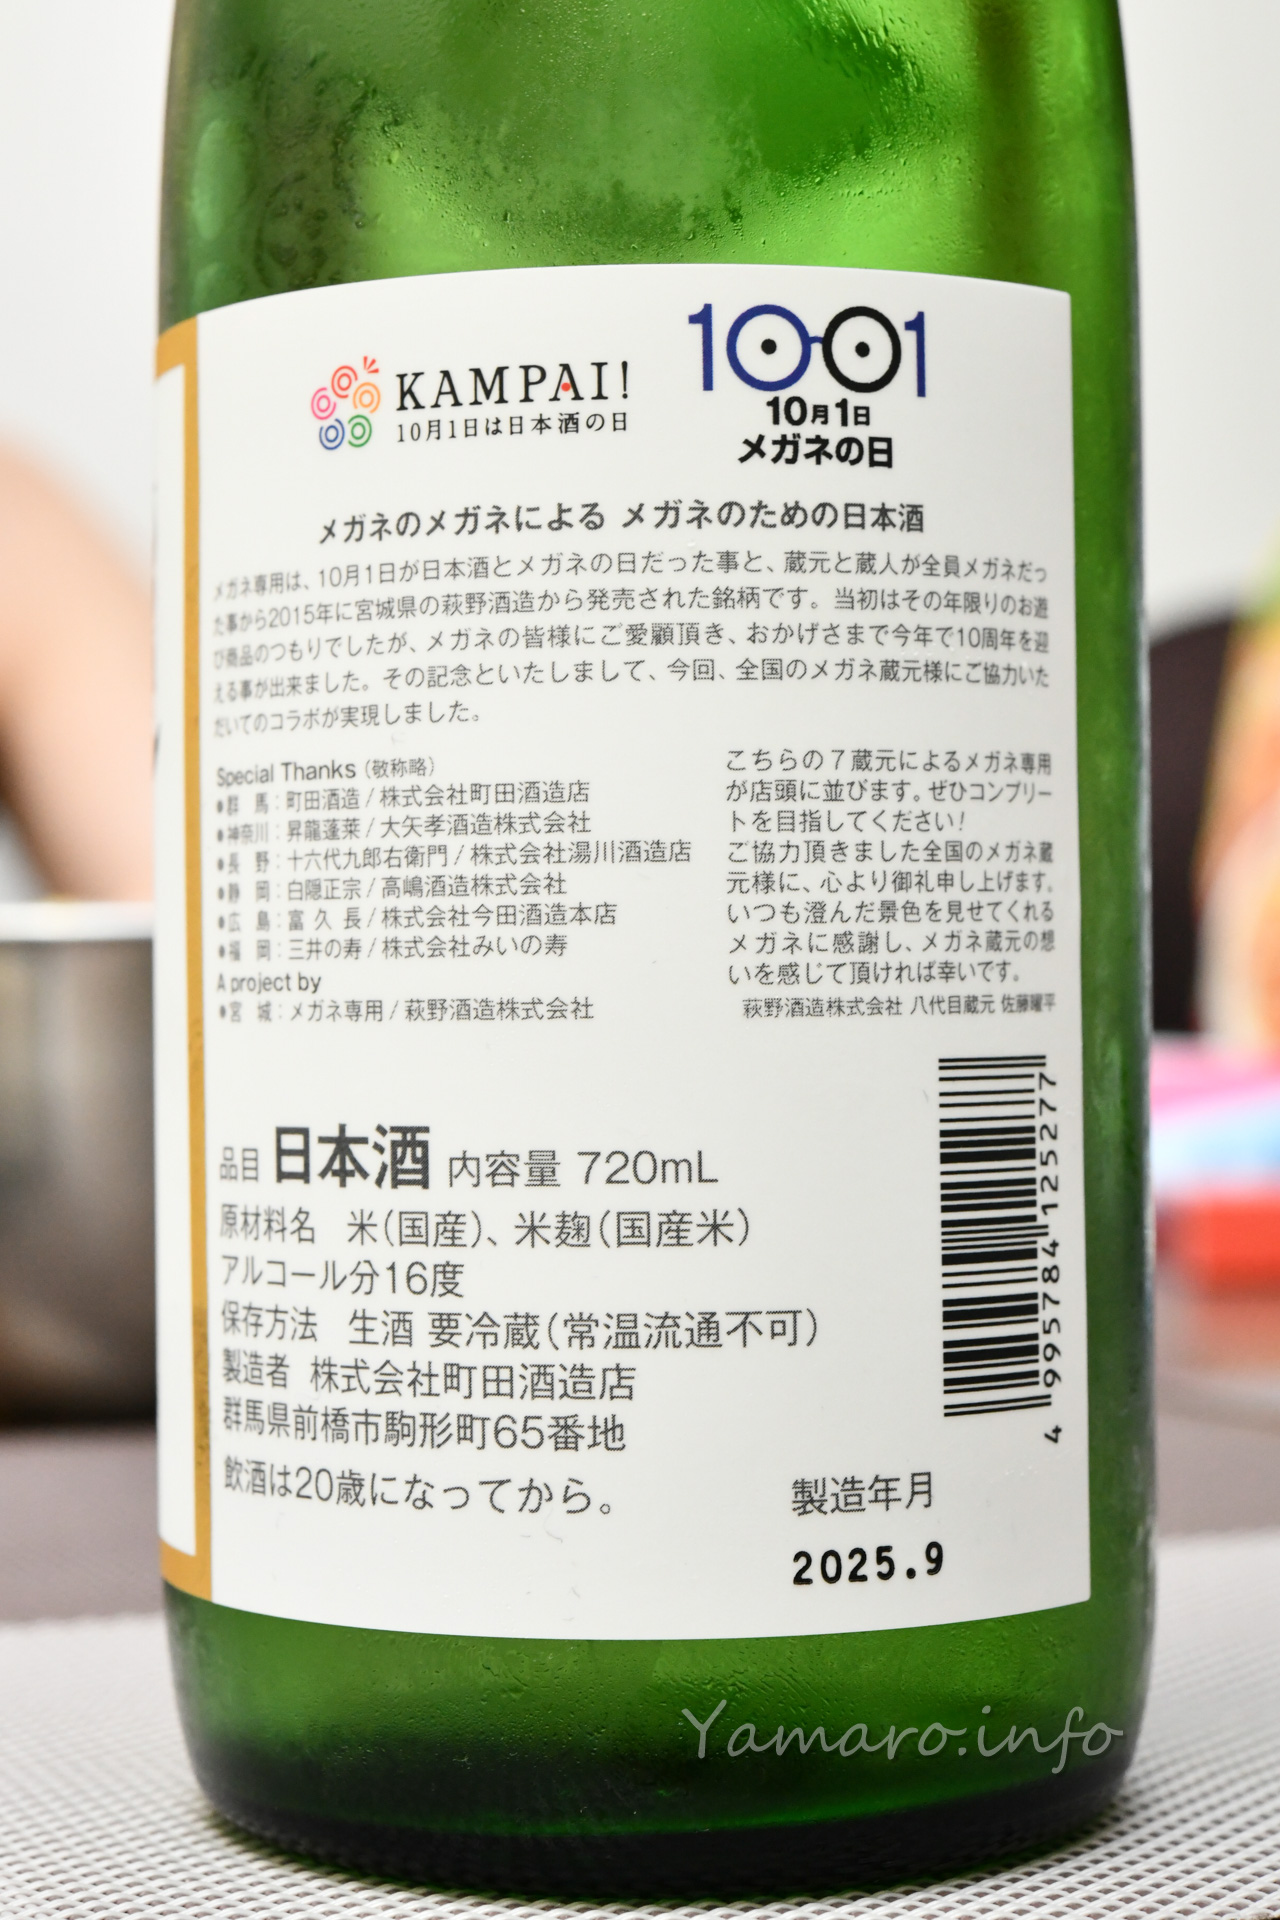 KAMPAI!
10月1日は日本酒の日
1001
10月1日
メガネの日
メガネのメガネによる メガネのための日本酒
メガネ専用は、10月1日が日本酒とメガネの日だった事と、蔵元と蔵人が全員メガネだっ
た事から2015年に宮城県の萩野酒造から発売された銘柄です。当初はその年限りのお遊
び商品のつもりでしたが、メガネの皆様にご愛顧頂き、おかげさまで今年で10周年を迎
える事が出来ました。その記念といたしまして、今回、全国のメガネ蔵元様にご協力いた
だいてのコラボが実現しました。
Special Thanks（敬称略）
●群 馬：町田酒造/株式会社町田酒造店
●神奈川：昇龍蓬莱/大矢孝酒造株式会社
●長 野：十六代九郎右衛門/株式会社湯川酒造店
●静 岡：白隠正宗/高嶋酒造株式会社
●広 島：富久長/株式会社今田酒造本店
●福 岡：三井の寿/株式会社みいの寿
A project by
●宮 城：メガネ専用/萩野酒造株式会社
こちらの7蔵元によるメガネ専用
が店頭に並びます。ぜひコンプリー
トを目指してください！
ご協力頂きました全国のメガネ蔵
元様に、心より御礼申し上げます。
いつも澄んだ景色を見せてくれる
メガネに感謝し、メガネ蔵元の想
いを感じて頂ければ幸いです。
萩野酒造株式会社 八代目蔵元 佐藤曜平
品目 日本酒 内容量 720mL
原材料名 米（国産）、米麹（国産米）
アルコール分16度
保存方法 生酒 要冷蔵（常温流通不可）
製造者 株式会社町田酒造店
群馬県前橋市駒形町65番地
飲酒は20歳になってから。
製造年月
2025.9
4 995784 125277
Yamaro.info